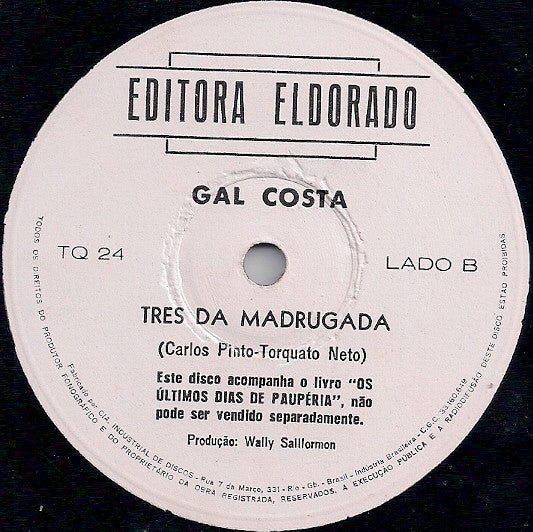 EDITORA ELDORADO
GAL COSTA
TQ 24
LADO B
TRES DA MADRUGADA
(Carlos Pinto-Torquato Neto)
Este disco acompanha o livro "OS
ÚLTIMOS DIAS DE PAUPÉRIA", não
pode ser vendido separadamente.
Produção: Wally Saillormon
TODOS OS DIREITOS DO PRODUTOR FONOGRÁFICO E DO PROPRIETÁRIO DA OBRA REGISTRADA, RESERVADOS. A EXECUÇÃO PÚBLICA E A RADIODIFUSÃO DESTE DISCO ESTÃO PROIBIDAS
Fabricado por CIA. INDUSTRIAL DE DISCOS - Rua 7 de Março, 331 - Rio - Gb. - Brasil - Indústria Brasileira - C.G.C.